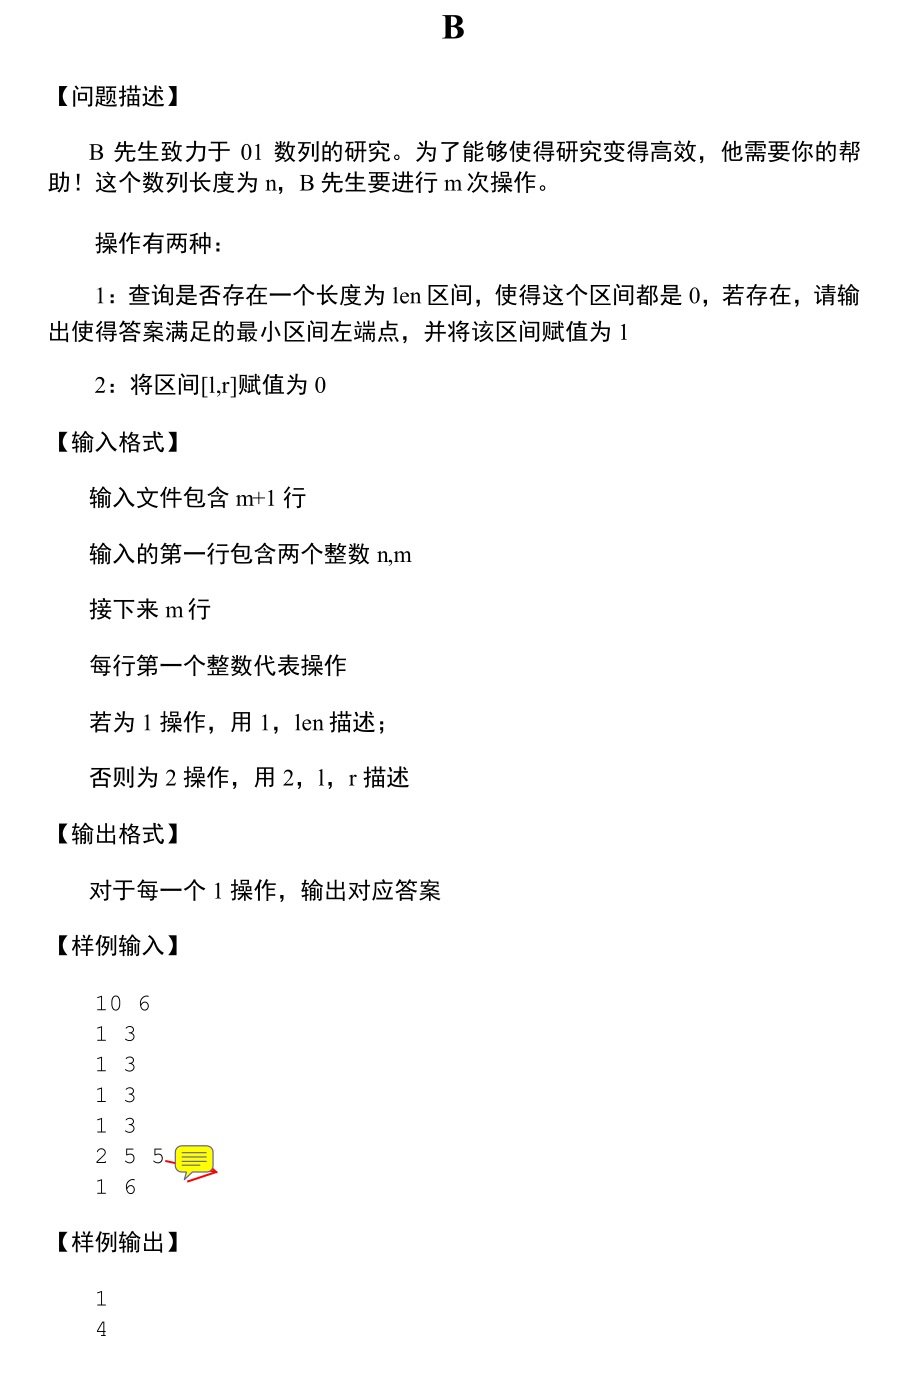 B
【问题描述】
B 先生致力于 01 数列的研究。为了能够使得研究变得高效，他需要你的帮
助！这个数列长度为 n，B 先生要进行 m 次操作。
操作有两种：
1：查询是否存在一个长度为 len 区间，使得这个区间都是 0，若存在，请输
出使得答案满足的最小区间左端点，并将该区间赋值为 1
2：将区间[l,r]赋值为 0
【输入格式】
输入文件包含 m+1 行
输入的第一行包含两个整数 n,m
接下来 m 行
每行第一个整数代表操作
若为 1 操作，用 1，len 描述；
否则为 2 操作，用 2，l，r 描述
【输出格式】
对于每一个 1 操作，输出对应答案
【样例输入】
10 6
1 3
1 3
1 3
1 3
2 5 5
1 6
【样例输出】
1
4